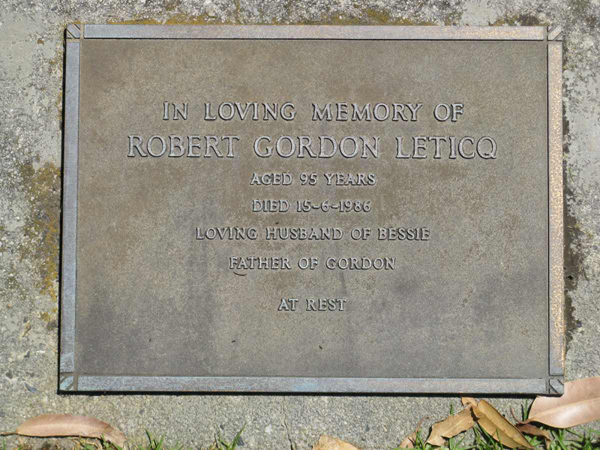 IN LOVING MEMORY OF
ROBERT GORDON LETICQ
AGED 95 YEARS
DIED 15-6-1986
LOVING HUSBAND OF BESSIE
FATHER OF GORDON
AT REST